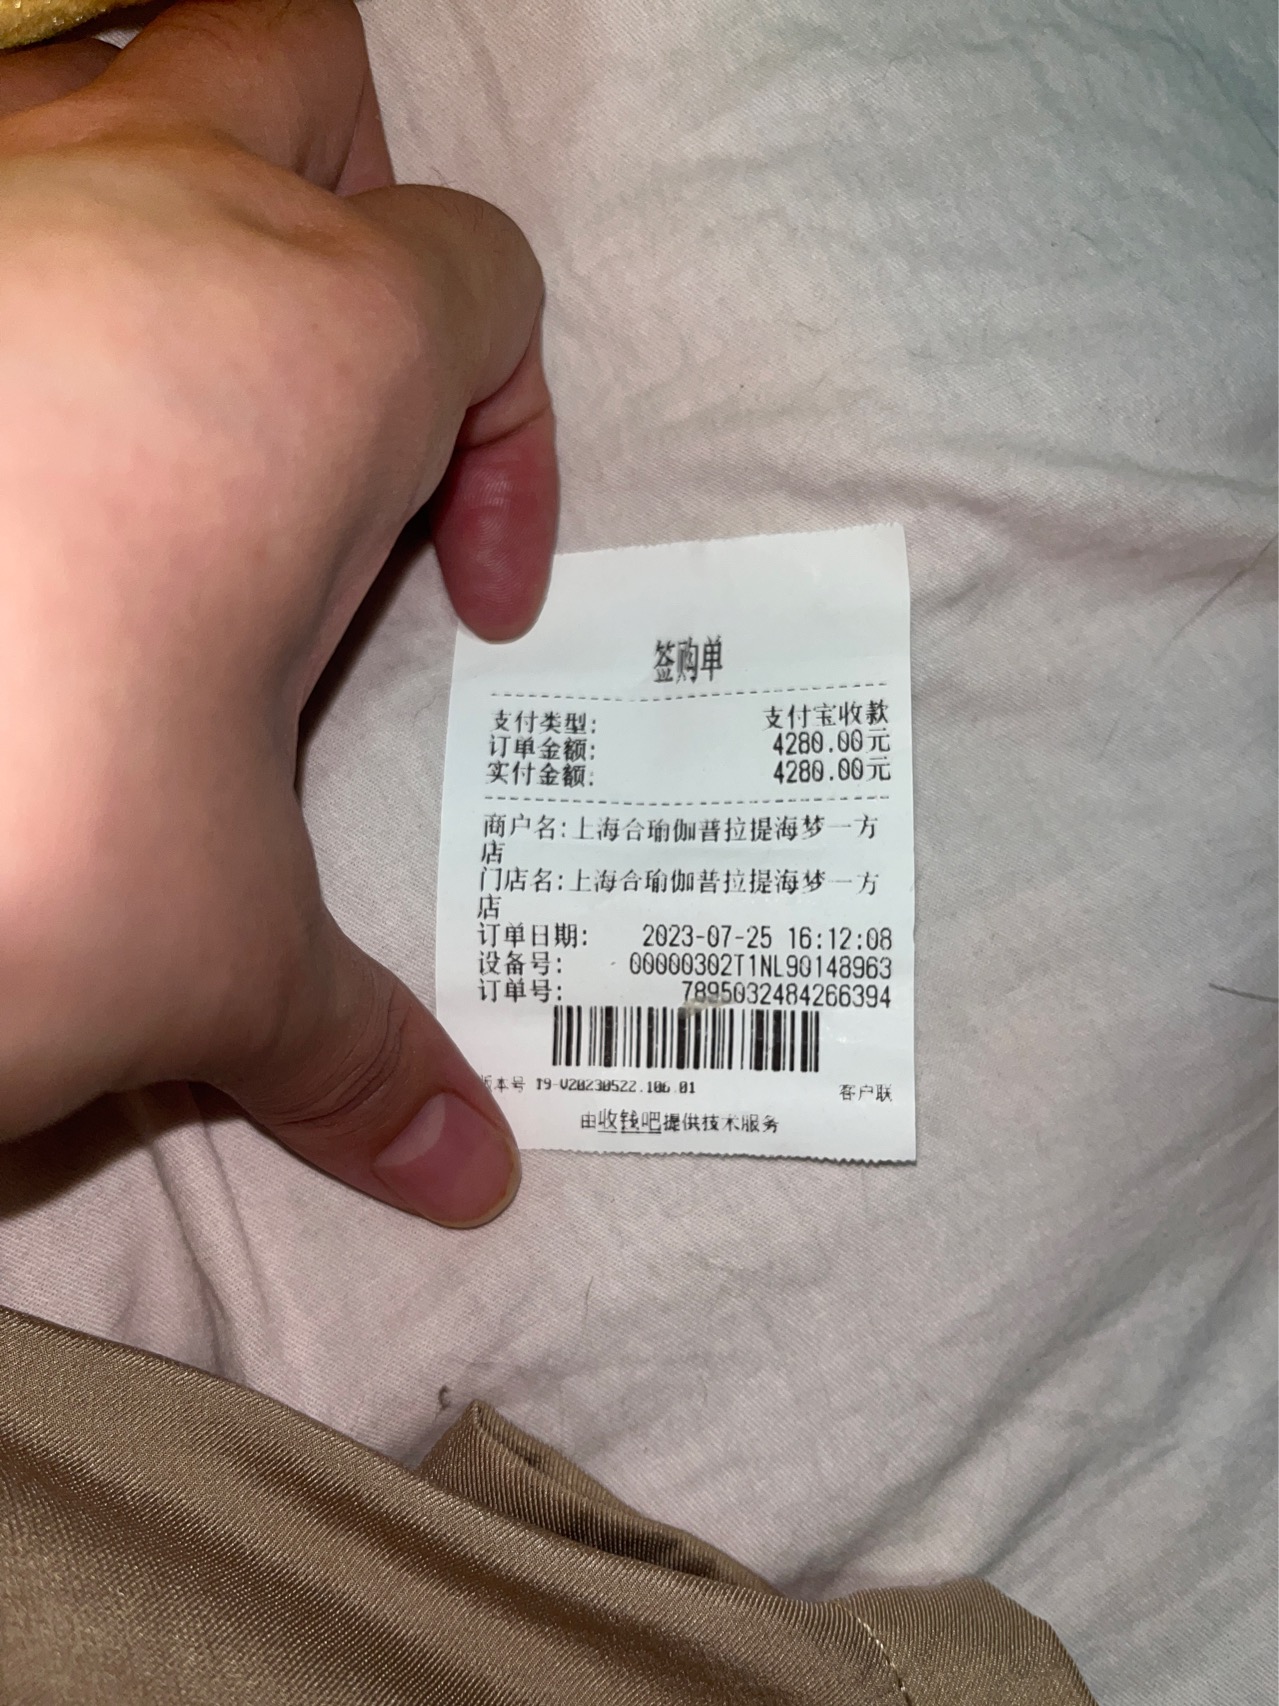 签购单
支付类型: 支付宝收款
订单金额: 4280.00元
实付金额: 4280.00元
商户名:上海合瑜伽普拉提海梦一方
店
门店名:上海合瑜伽普拉提海梦一方
店
订单日期: 2023-07-25 16:12:08
设备号: 00000302T1NL90148963
订单号: 7895032484266394
版本号 T9-V20230522.106.01 客户联
由收钱吧提供技术服务